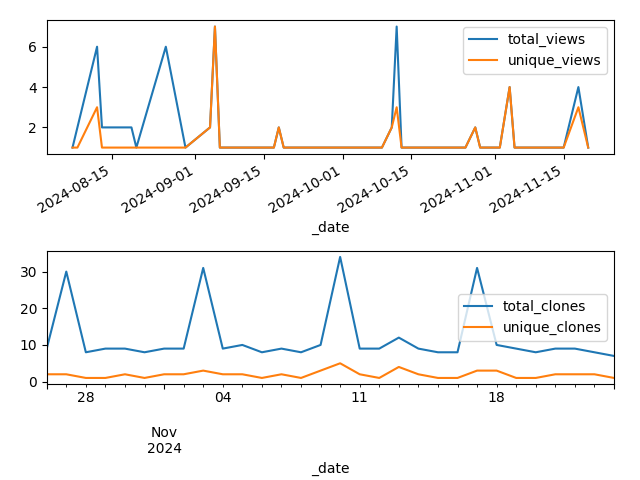 total_views
unique_views
6
4
2
2024-08-15
2024-09-01
2024-09-15
2024-10-01
2024-10-15
2024-11-01
2024-11-15
_date
total_clones
unique_clones
30
20
10
0
28
04
11
18
Nov
2024
_date